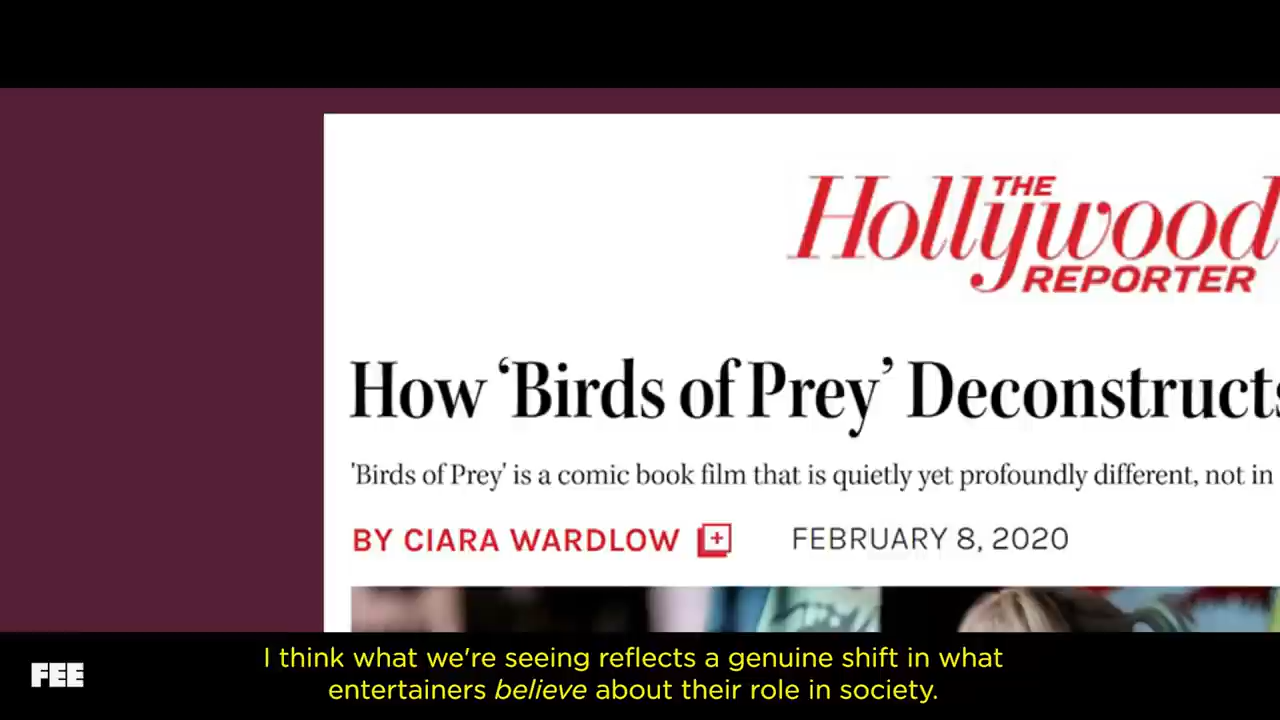 THE
Hollywood
REPORTER
How ‘Birds of Prey’ Deconstructs
'Birds of Prey' is a comic book film that is quietly yet profoundly different, not in
BY CIARA WARDLOW FEBRUARY 8, 2020
I think what we're seeing reflects a genuine shift in what
entertainers believe about their role in society.
FEE